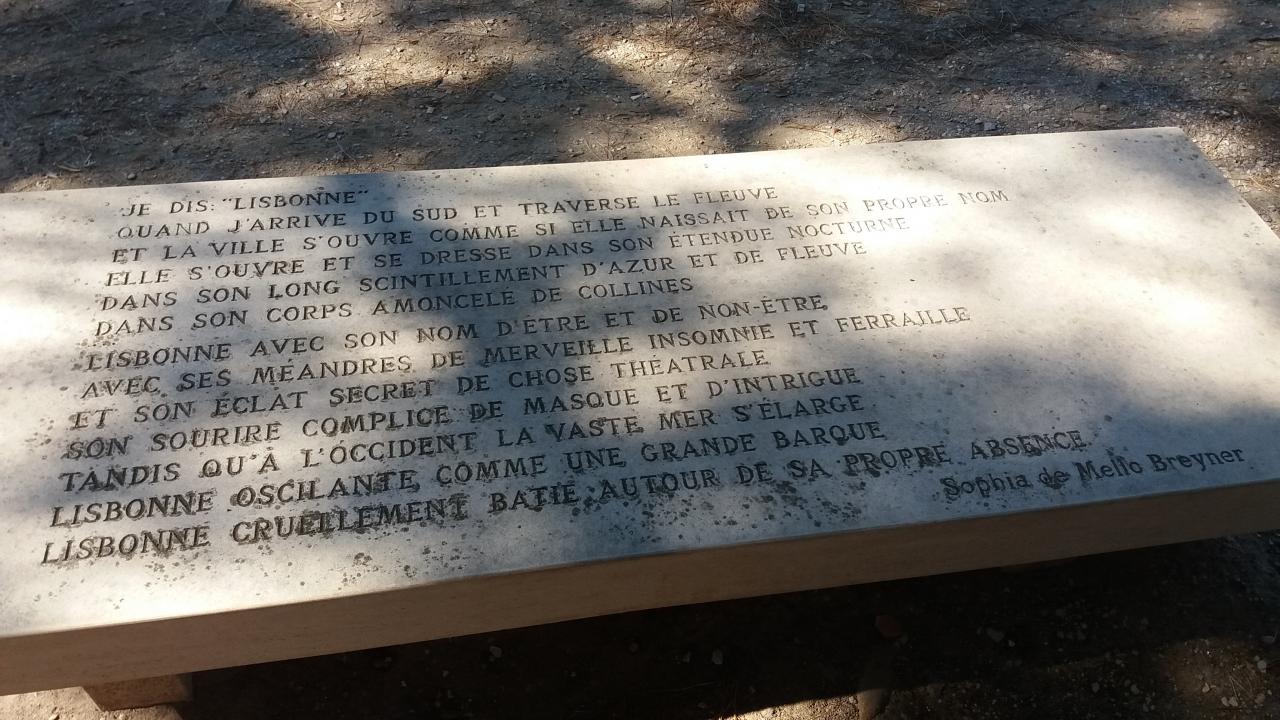 JE DIS: "LISBONNE"
QUAND J'ARRIVE DU SUD ET TRAVERSE LE FLEUVE
ET LA VILLE S'OUVRE COMME SI ELLE NAISSAIT DE SON PROPRE NOM
ELLE S'OUVRE ET SE DRESSE DANS SON ÉTENDUE NOCTURNE
DANS SON LONG SCINTILLEMENT D'AZUR ET DE FLEUVE
DANS SON CORPS AMONCELÉ DE COLLINES
LISBONNE AVEC SON NOM D'ÊTRE ET DE NON-ÊTRE
AVEC SES MÉANDRES DE MERVEILLE INSOMNIE ET FERRAILLE
ET SON ÉCLAT SECRET DE CHOSE THÉATRALE
SON SOURIRE COMPLICE DE MASQUE ET D'INTRIGUE
TANDIS QU'À L'OCCIDENT LA VASTE MER S'ÉLARGE
LISBONNE OSCILANTE COMME UNE GRANDE BARQUE
LISBONNE CRUELLEMENT BATIE AUTOUR DE SA PROPRE ABSENCE
Sophia de Mello Breyner